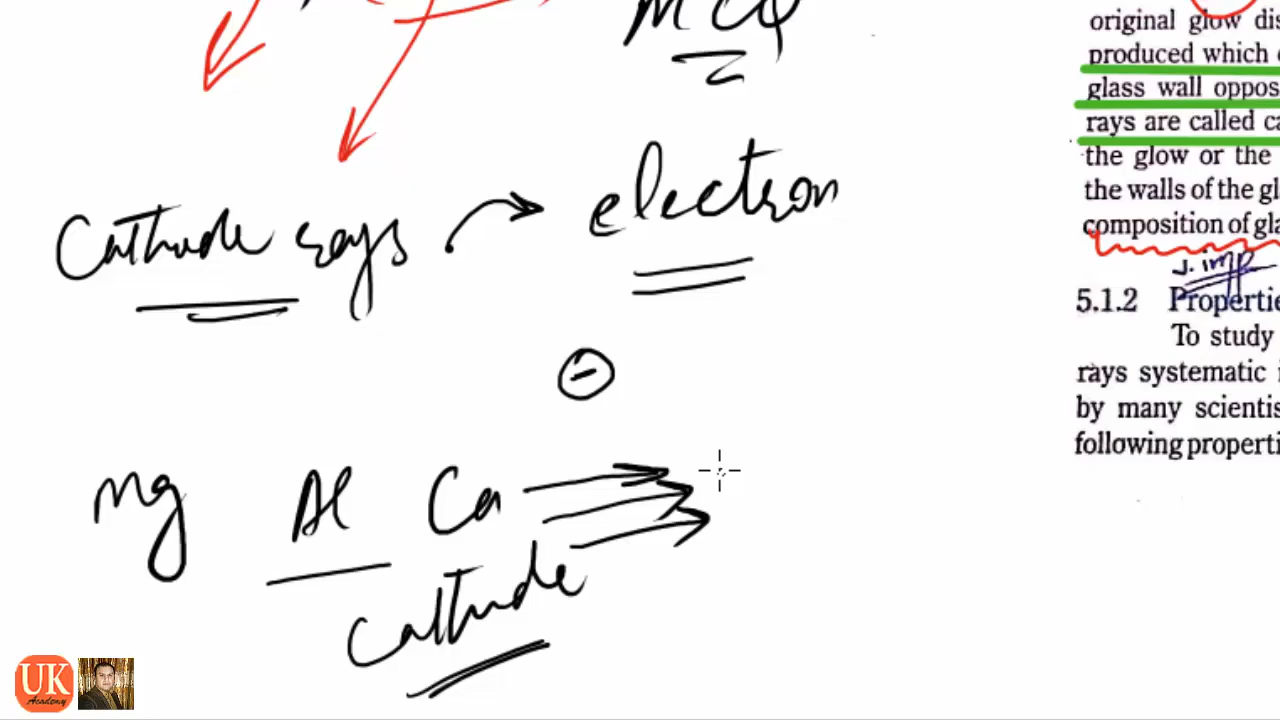 MCQ
Cathode rays electron
-
Mg Al Ca
Cathode
original glow dis
produced which
glass wall oppos
rays are called ca
the glow or the
the walls of the gl
composition of gla
v. imp
5.1.2 Propertie
To study
rays systematic i
by many scientis
following properti
UK
Academy